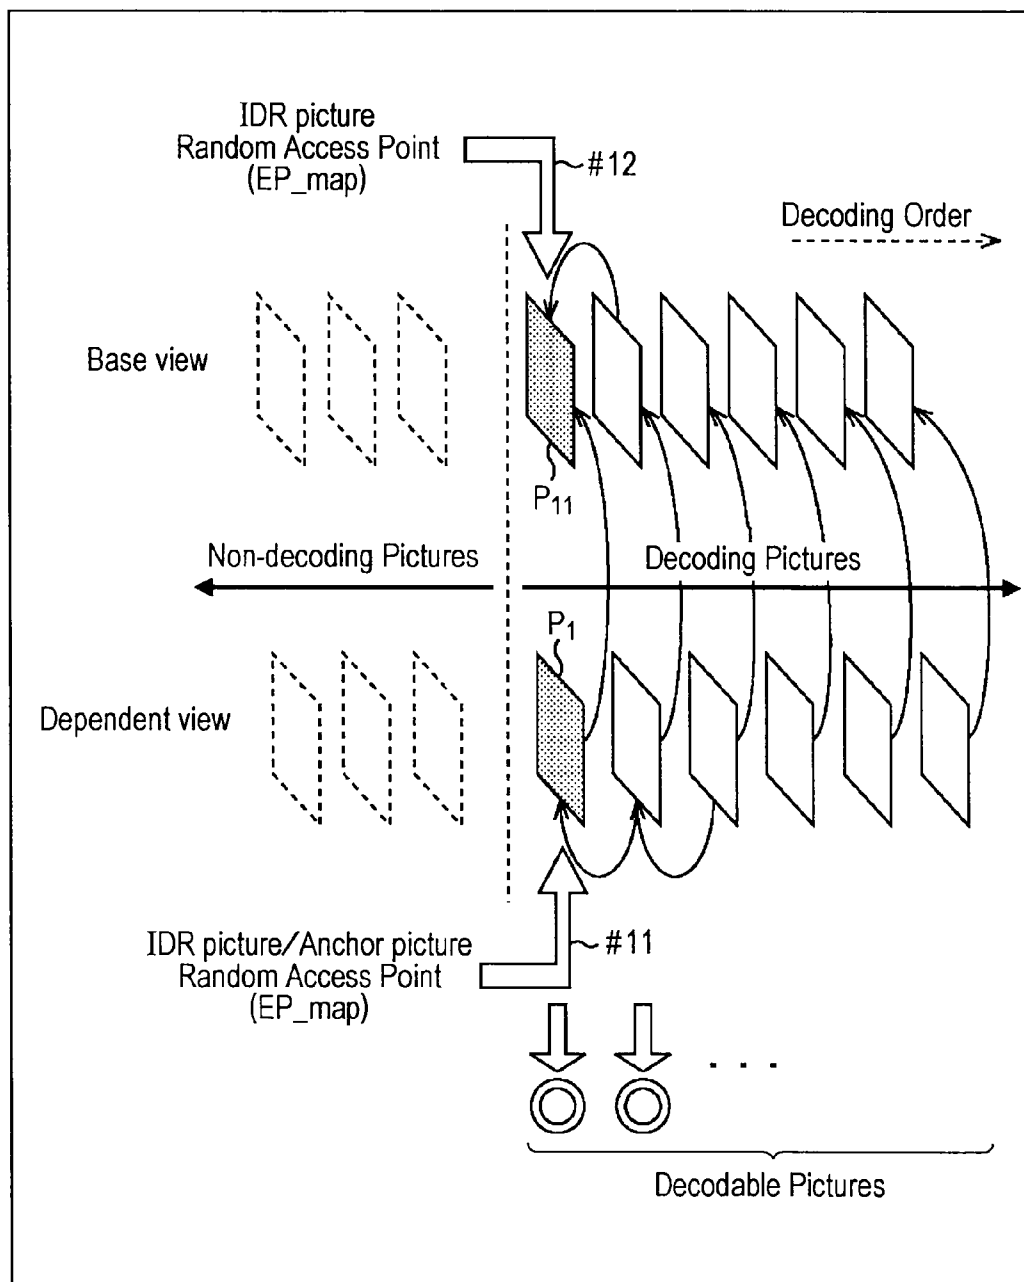 IDR picture
Random Access Point
(EP_map)
#12
Decoding Order
Base view
P11
Non-decoding Pictures
Decoding Pictures
P1
Dependent view
IDR picture/Anchor picture
Random Access Point
(EP_map)
#11
. . .
Decodable Pictures